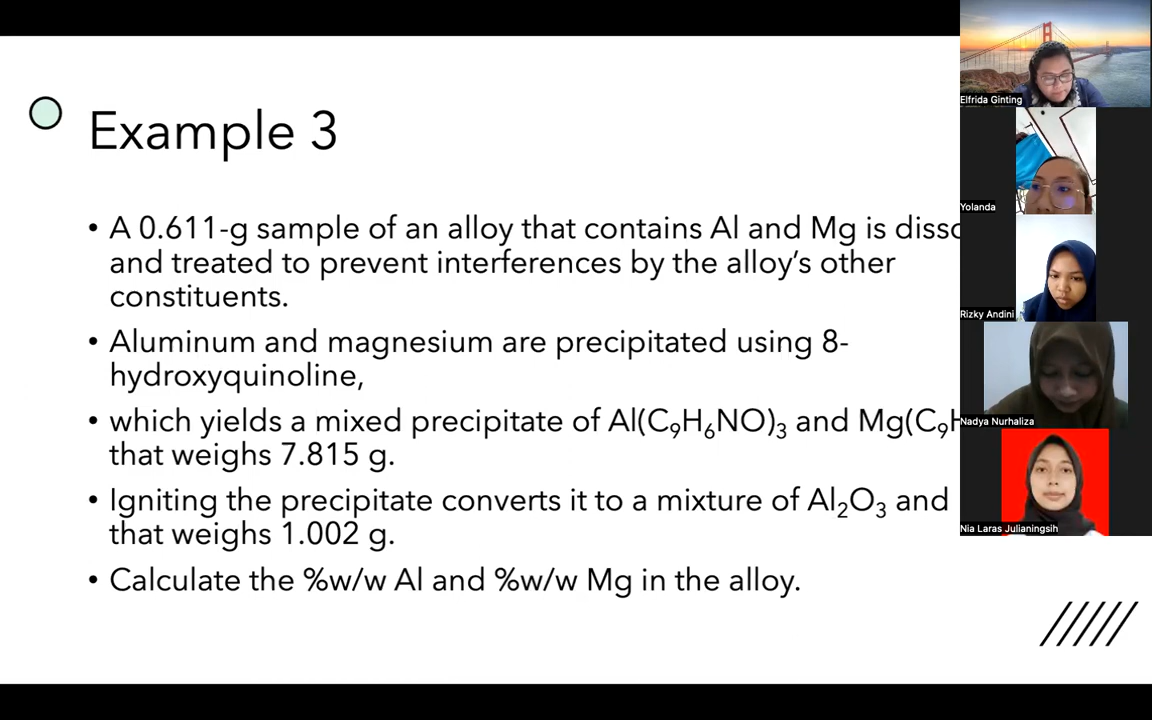 Example 3
• A 0.611-g sample of an alloy that contains Al and Mg is
and treated to prevent interferences by the alloy’s other
constituents.
• Aluminum and magnesium are precipitated using 8-
hydroxyquinoline,
• which yields a mixed precipitate of Al(C₉H₆NO)₃ and
that weighs 7.815 g.
• Igniting the precipitate converts it to a mixture of Al₂O₃ and
that weighs 1.002 g.
• Calculate the %w/w Al and %w/w Mg in the alloy.
Elfrida Ginting
Yolanda
Rizky Andini
Nadya Nurhaliza
Nia Laras Julianingsih